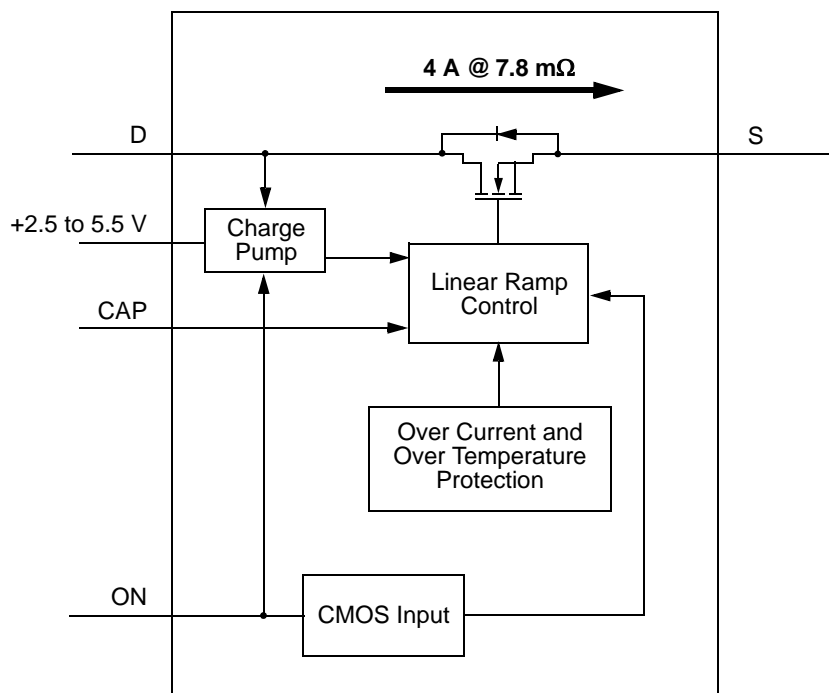 4 A @ 7.8 mΩ
D
S
+2.5 to 5.5 V
Charge
Pump
Linear Ramp
Control
CAP
Over Current and
Over Temperature
Protection
ON
CMOS Input